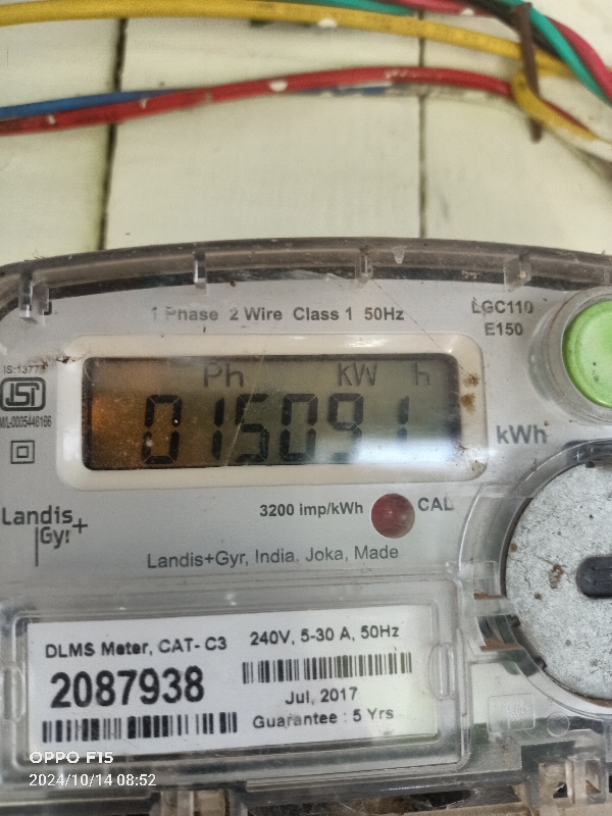 1 Phase 2 Wire Class 1 50Hz
LGC110
E150
IS:13779
ISI
Ph KW h
015091
kWh
3200 imp/kWh
CAL
Landis
Gyr+
Landis+Gyr, India, Joka, Made
DLMS Meter, CAT- C3
240V, 5-30 A, 50Hz
2087938
Jul, 2017
Guarantee : 5 Yrs
OPPO F15
2024/10/14 08:52